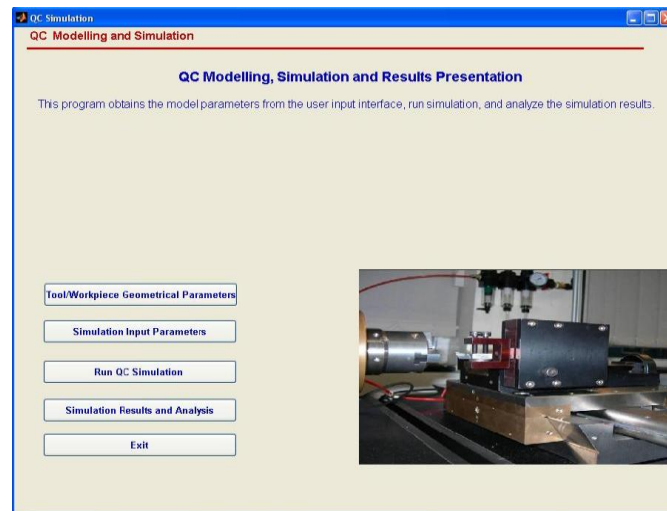 QC Simulation
QC Modelling and Simulation
QC Modelling, Simulation and Results Presentation
This program obtains the model parameters from the user input interface, run simulation, and analyze the simulation results.
Tool/Workpiece Geometrical Parameters
Simulation Input Parameters
Run QC Simulation
Simulation Results and Analysis
Exit